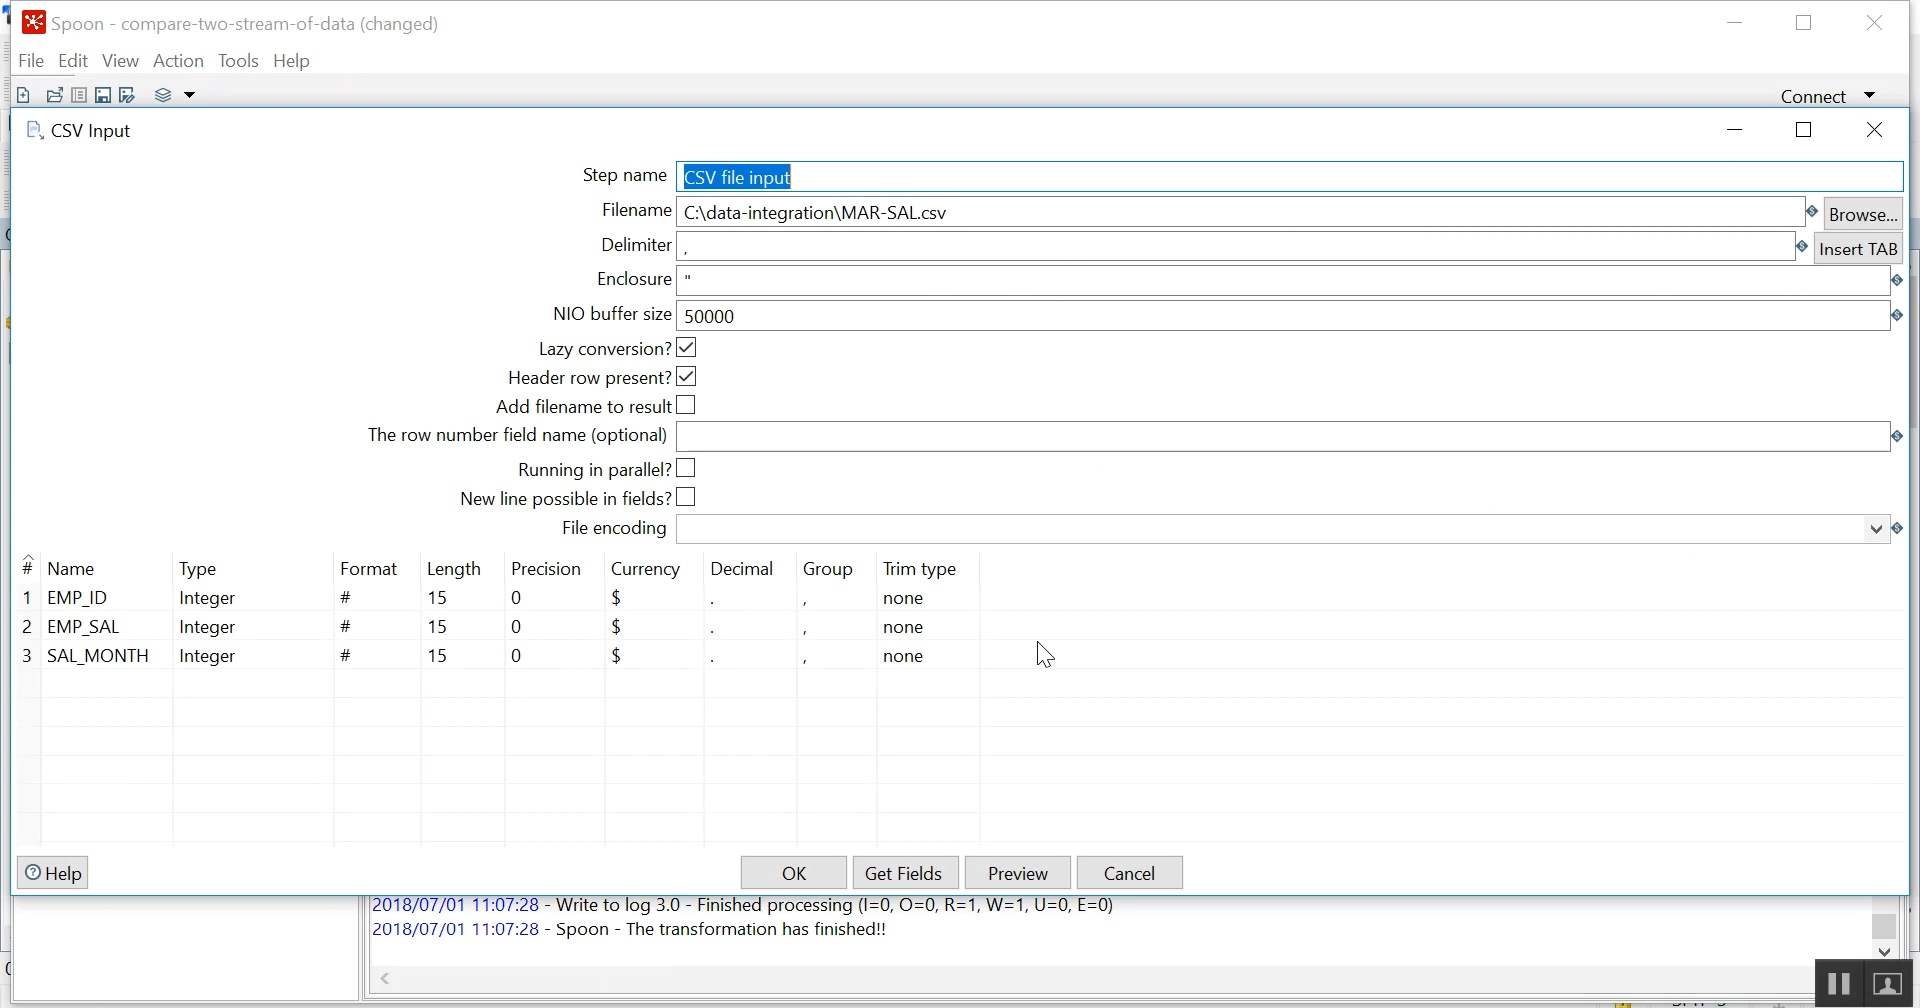 Spoon - compare-two-stream-of-data (changed)
File Edit View Action Tools Help
Connect
CSV Input
Step name CSV file input
Filename C:\data-integration\MAR-SAL.csv Browse...
Delimiter , Insert TAB
Enclosure "
NIO buffer size 50000
Lazy conversion?
Header row present?
Add filename to result
The row number field name (optional)
Running in parallel?
New line possible in fields?
File encoding
# Name Type Format Length Precision Currency Decimal Group Trim type
1 EMP_ID Integer # 15 0 $ . , none
2 EMP_SAL Integer # 15 0 $ . , none
3 SAL_MONTH Integer # 15 0 $ . , none
Help OK Get Fields Preview Cancel
2018/07/01 11:07:28 - Write to log 3.0 - Finished processing (I=0, O=0, R=1, W=1, U=0, E=0)
2018/07/01 11:07:28 - Spoon - The transformation has finished!!